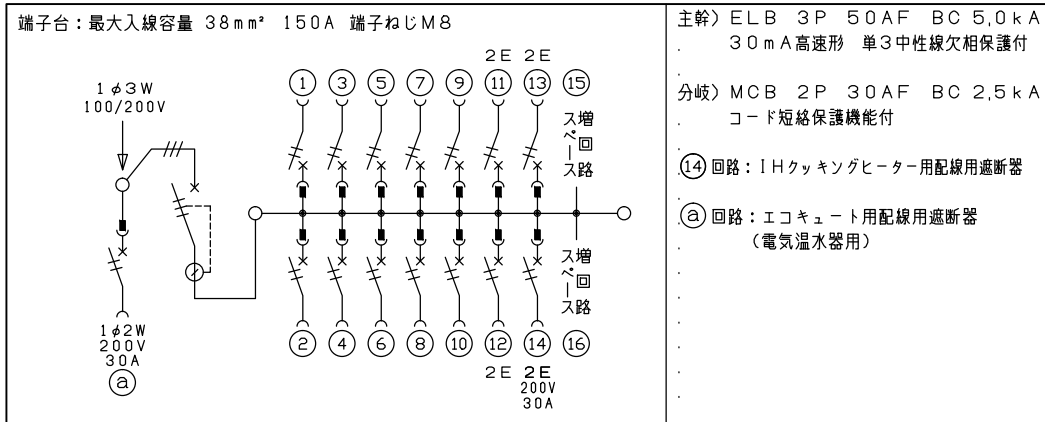 端子台：最大入線容量 38mm² 150A 端子ねじM8
1φ3W
100/200V
2E 2E
① ③ ⑤ ⑦ ⑨ ⑪ ⑬ ⑮
増回路
スペース
増回路
スペース
② ④ ⑥ ⑧ ⑩ ⑫ ⑭ ⑯
2E 2E
200V
30A
1φ2W
200V
30A
ⓐ
主幹）ELB 3P 50AF BC 5,0kA
30mA高速形 単3中性線欠相保護付
分岐）MCB 2P 30AF BC 2,5kA
コード短絡保護機能付
⑭回路：IHクッキングヒーター用配線用遮断器
ⓐ回路：エコキュート用配線用遮断器
（電気温水器用）